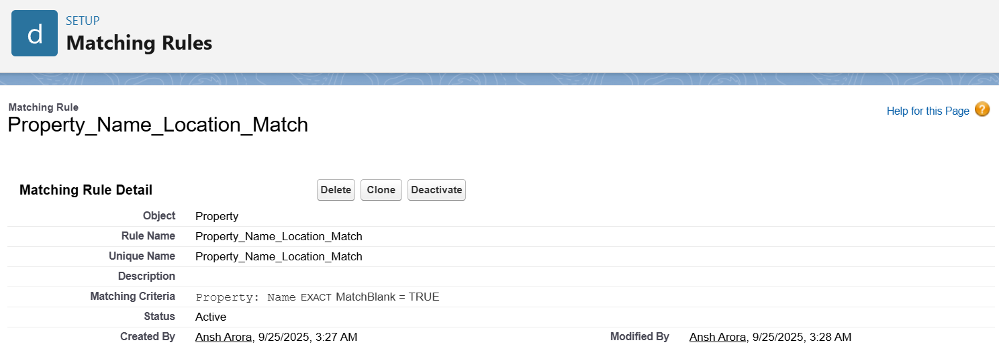 d
SETUP
Matching Rules
Matching Rule
Property_Name_Location_Match
Help for this Page ?
Matching Rule Detail
Delete Clone Deactivate
Object Property
Rule Name Property_Name_Location_Match
Unique Name Property_Name_Location_Match
Description
Matching Criteria Property: Name EXACT MatchBlank = TRUE
Status Active
Created By Ansh Arora, 9/25/2025, 3:27 AM Modified By Ansh Arora, 9/25/2025, 3:28 AM